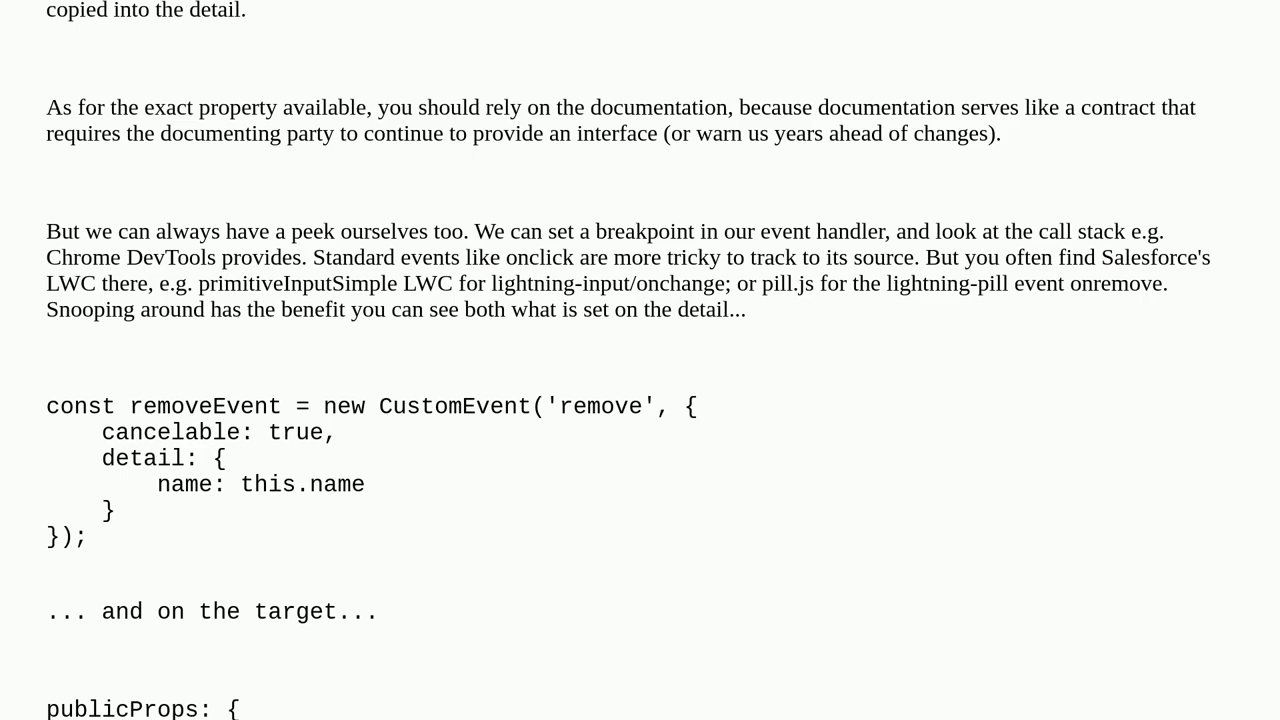 copied into the detail.
As for the exact property available, you should rely on the documentation, because documentation serves like a contract that
requires the documenting party to continue to provide an interface (or warn us years ahead of changes).
But we can always have a peek ourselves too. We can set a breakpoint in our event handler, and look at the call stack e.g.
Chrome DevTools provides. Standard events like onclick are more tricky to track to its source. But you often find Salesforce's
LWC there, e.g. primitiveInputSimple LWC for lightning-input/onchange; or pill.js for the lightning-pill event onremove.
Snooping around has the benefit you can see both what is set on the detail...
const removeEvent = new CustomEvent('remove', {
    cancelable: true,
    detail: {
        name: this.name
    }
});
... and on the target...
publicProps: {